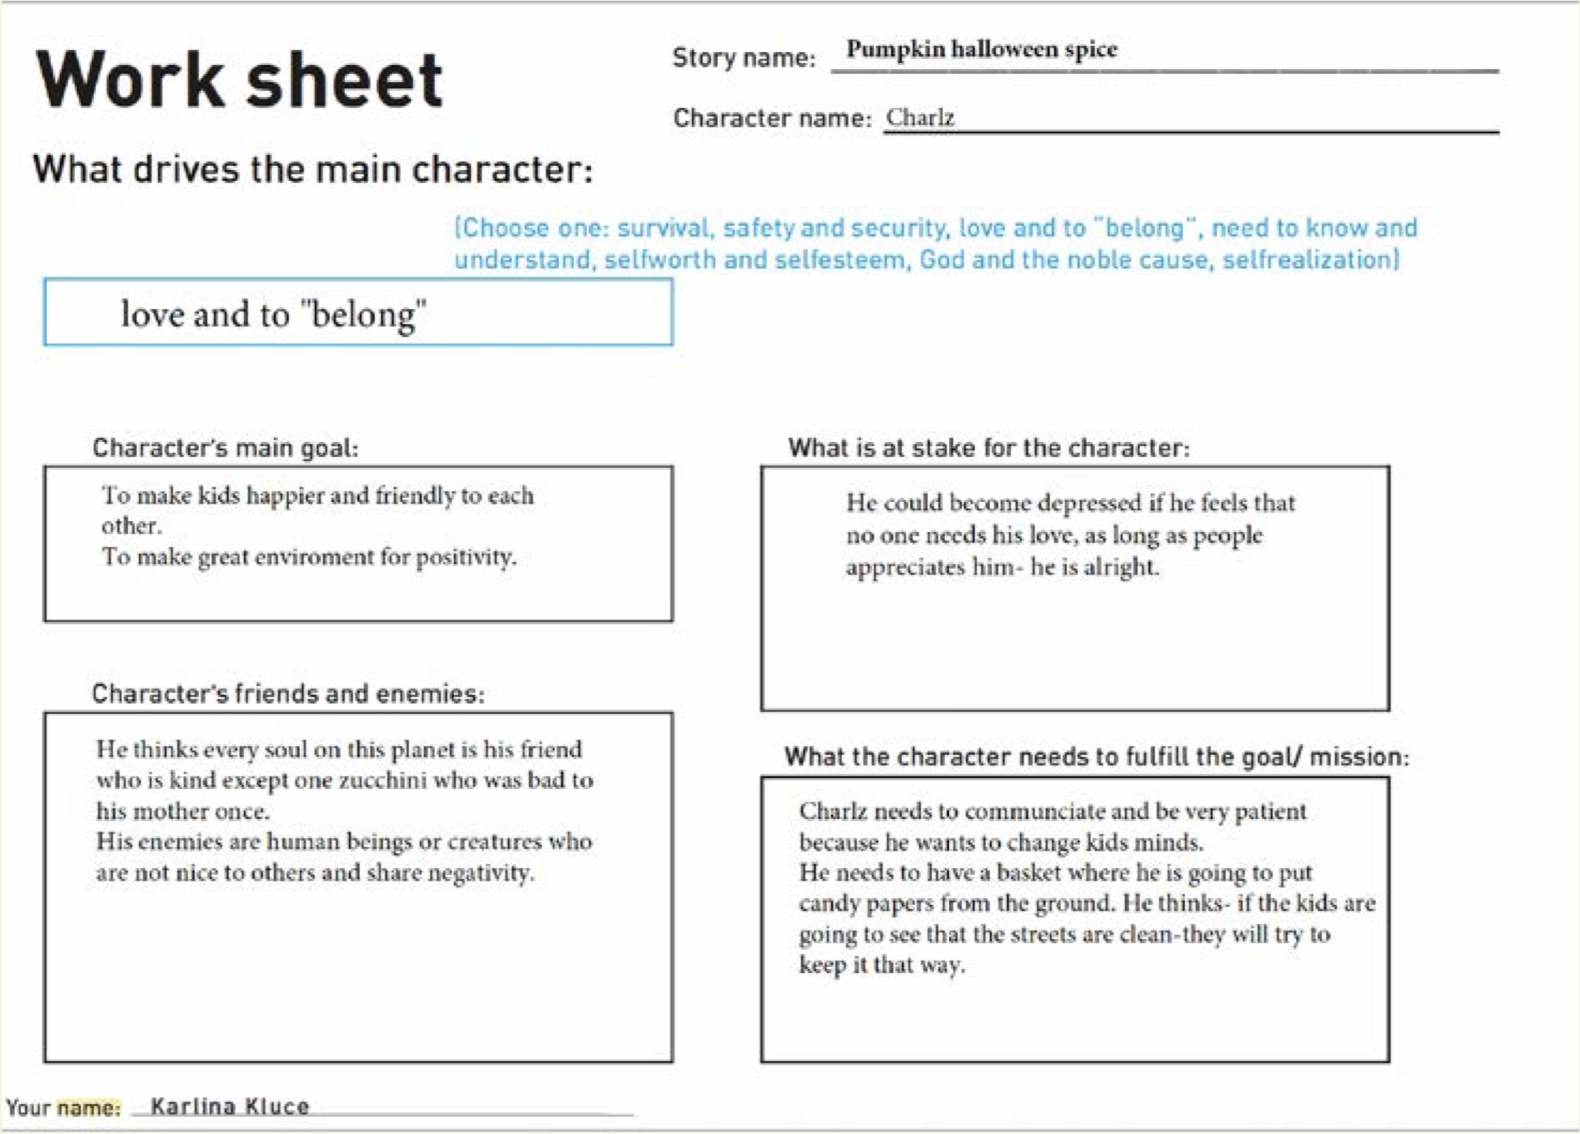 Work sheet
Story name: Pumpkin halloween spice
Character name: Charlz
What drives the main character:
(Choose one: survival, safety and security, love and to "belong", need to know and
understand, selfworth and selfesteem, God and the noble cause, selfrealization)
love and to "belong"
Character's main goal:
To make kids happier and friendly to each
other.
To make great enviroment for positivity.
What is at stake for the character:
He could become depressed if he feels that
no one needs his love, as long as people
appreciates him- he is alright.
Character's friends and enemies:
He thinks every soul on this planet is his friend
who is kind except one zucchini who was bad to
his mother once.
His enemies are human beings or creatures who
are not nice to others and share negativity.
What the character needs to fulfill the goal/ mission:
Charlz needs to communciate and be very patient
because he wants to change kids minds.
He needs to have a basket where he is going to put
candy papers from the ground. He thinks- if the kids are
going to see that the streets are clean-they will try to
keep it that way.
Your name: Karlina Kluce